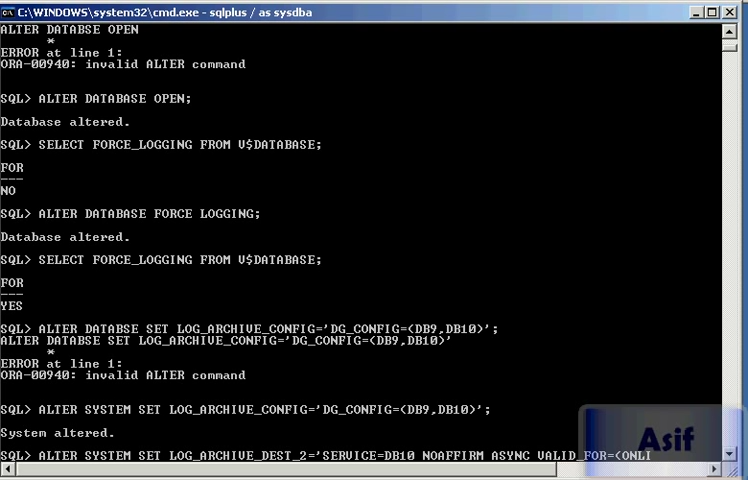 C:\WINDOWS\system32\cmd.exe - sqlplus / as sysdba
ALTER DATABSE OPEN
*
ERROR at line 1:
ORA-00940: invalid ALTER command
SQL> ALTER DATABASE OPEN;
Database altered.
SQL> SELECT FORCE_LOGGING FROM V$DATABASE;
FOR
---
NO
SQL> ALTER DATABASE FORCE LOGGING;
Database altered.
SQL> SELECT FORCE_LOGGING FROM V$DATABASE;
FOR
---
YES
SQL> ALTER DATABSE SET LOG_ARCHIVE_CONFIG='DG_CONFIG=(DB9,DB10)';
ALTER DATABSE SET LOG_ARCHIVE_CONFIG='DG_CONFIG=(DB9,DB10)'
*
ERROR at line 1:
ORA-00940: invalid ALTER command
SQL> ALTER SYSTEM SET LOG_ARCHIVE_CONFIG='DG_CONFIG=(DB9,DB10)';
System altered.
SQL> ALTER SYSTEM SET LOG_ARCHIVE_DEST_2='SERVICE=DB10 NOAFFIRM ASYNC VALID_FOR=(ONLI
Asif